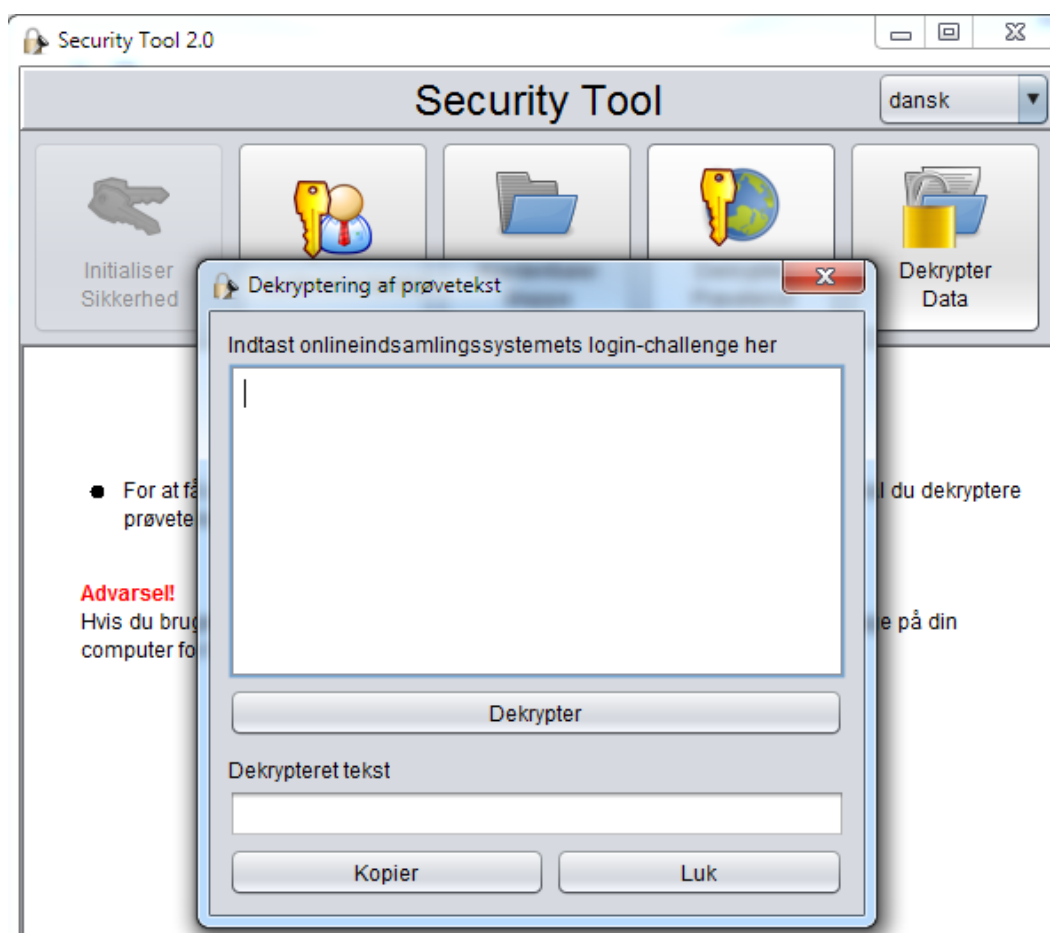 Security Tool 2.0
Security Tool
dansk
Initialiser
Sikkerhed
Dekrypter
Data
Dekryptering af prøvetekst
Indtast onlineindsamlingssystemets login-challenge her
For at få
du dekryptere
prøvete
Advarsel!
Hvis du brug
e på din
computer fo
Dekrypter
Dekrypteret tekst
Kopier
Luk